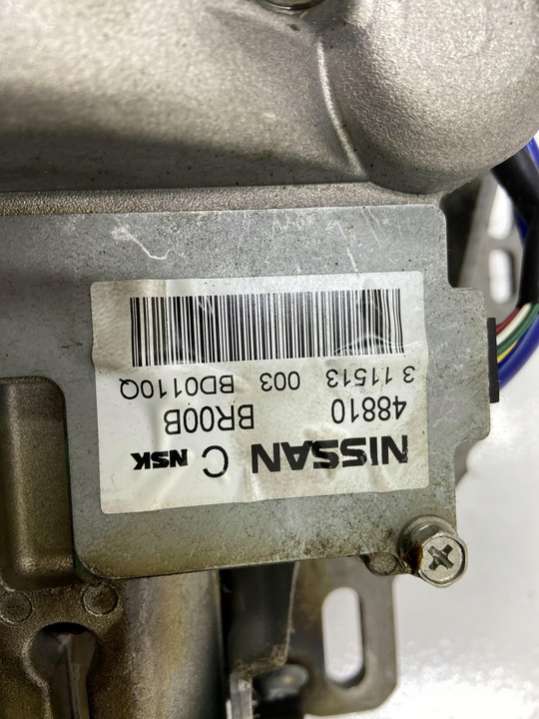 NISSAN C NSK
48810 BR00B
3 11513 003 BD0110Q